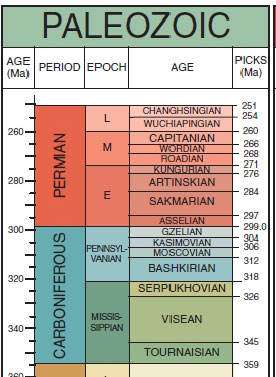 PALEOZOIC
AGE (Ma) PERIOD EPOCH AGE PICKS (Ma)
PERMIAN
CARBONIFEROUS
L
M
E
PENNSYL-
VANIAN
MISSIS-
SIPPIAN
CHANGHSINGIAN
WUCHIAPINGIAN
CAPITANIAN
WORDIAN
ROADIAN
KUNGURIAN
ARTINSKIAN
SAKMARIAN
ASSELIAN
GZELIAN
KASIMOVIAN
MOSCOVIAN
BASHKIRIAN
SERPUKHOVIAN
VISEAN
TOURNAISIAN
251
254
260
266
268
271
276
284
297
299.0
304
306
312
318
326
345
359
260
280
300
320
340
360